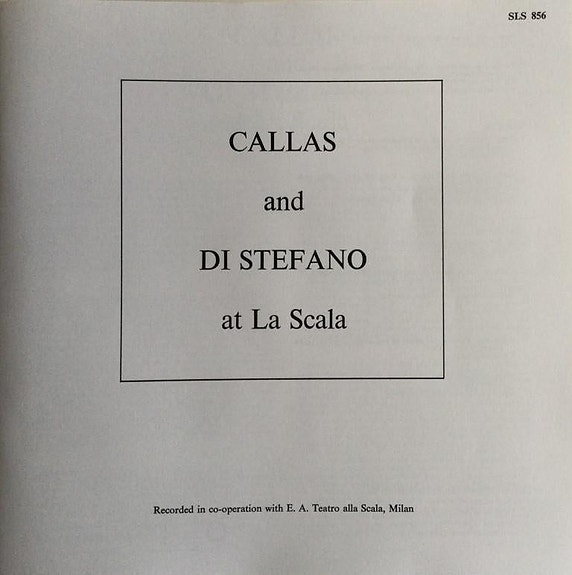 SLS 856
CALLAS
and
DI STEFANO
at La Scala
Recorded in co-operation with E. A. Teatro alla Scala, Milan